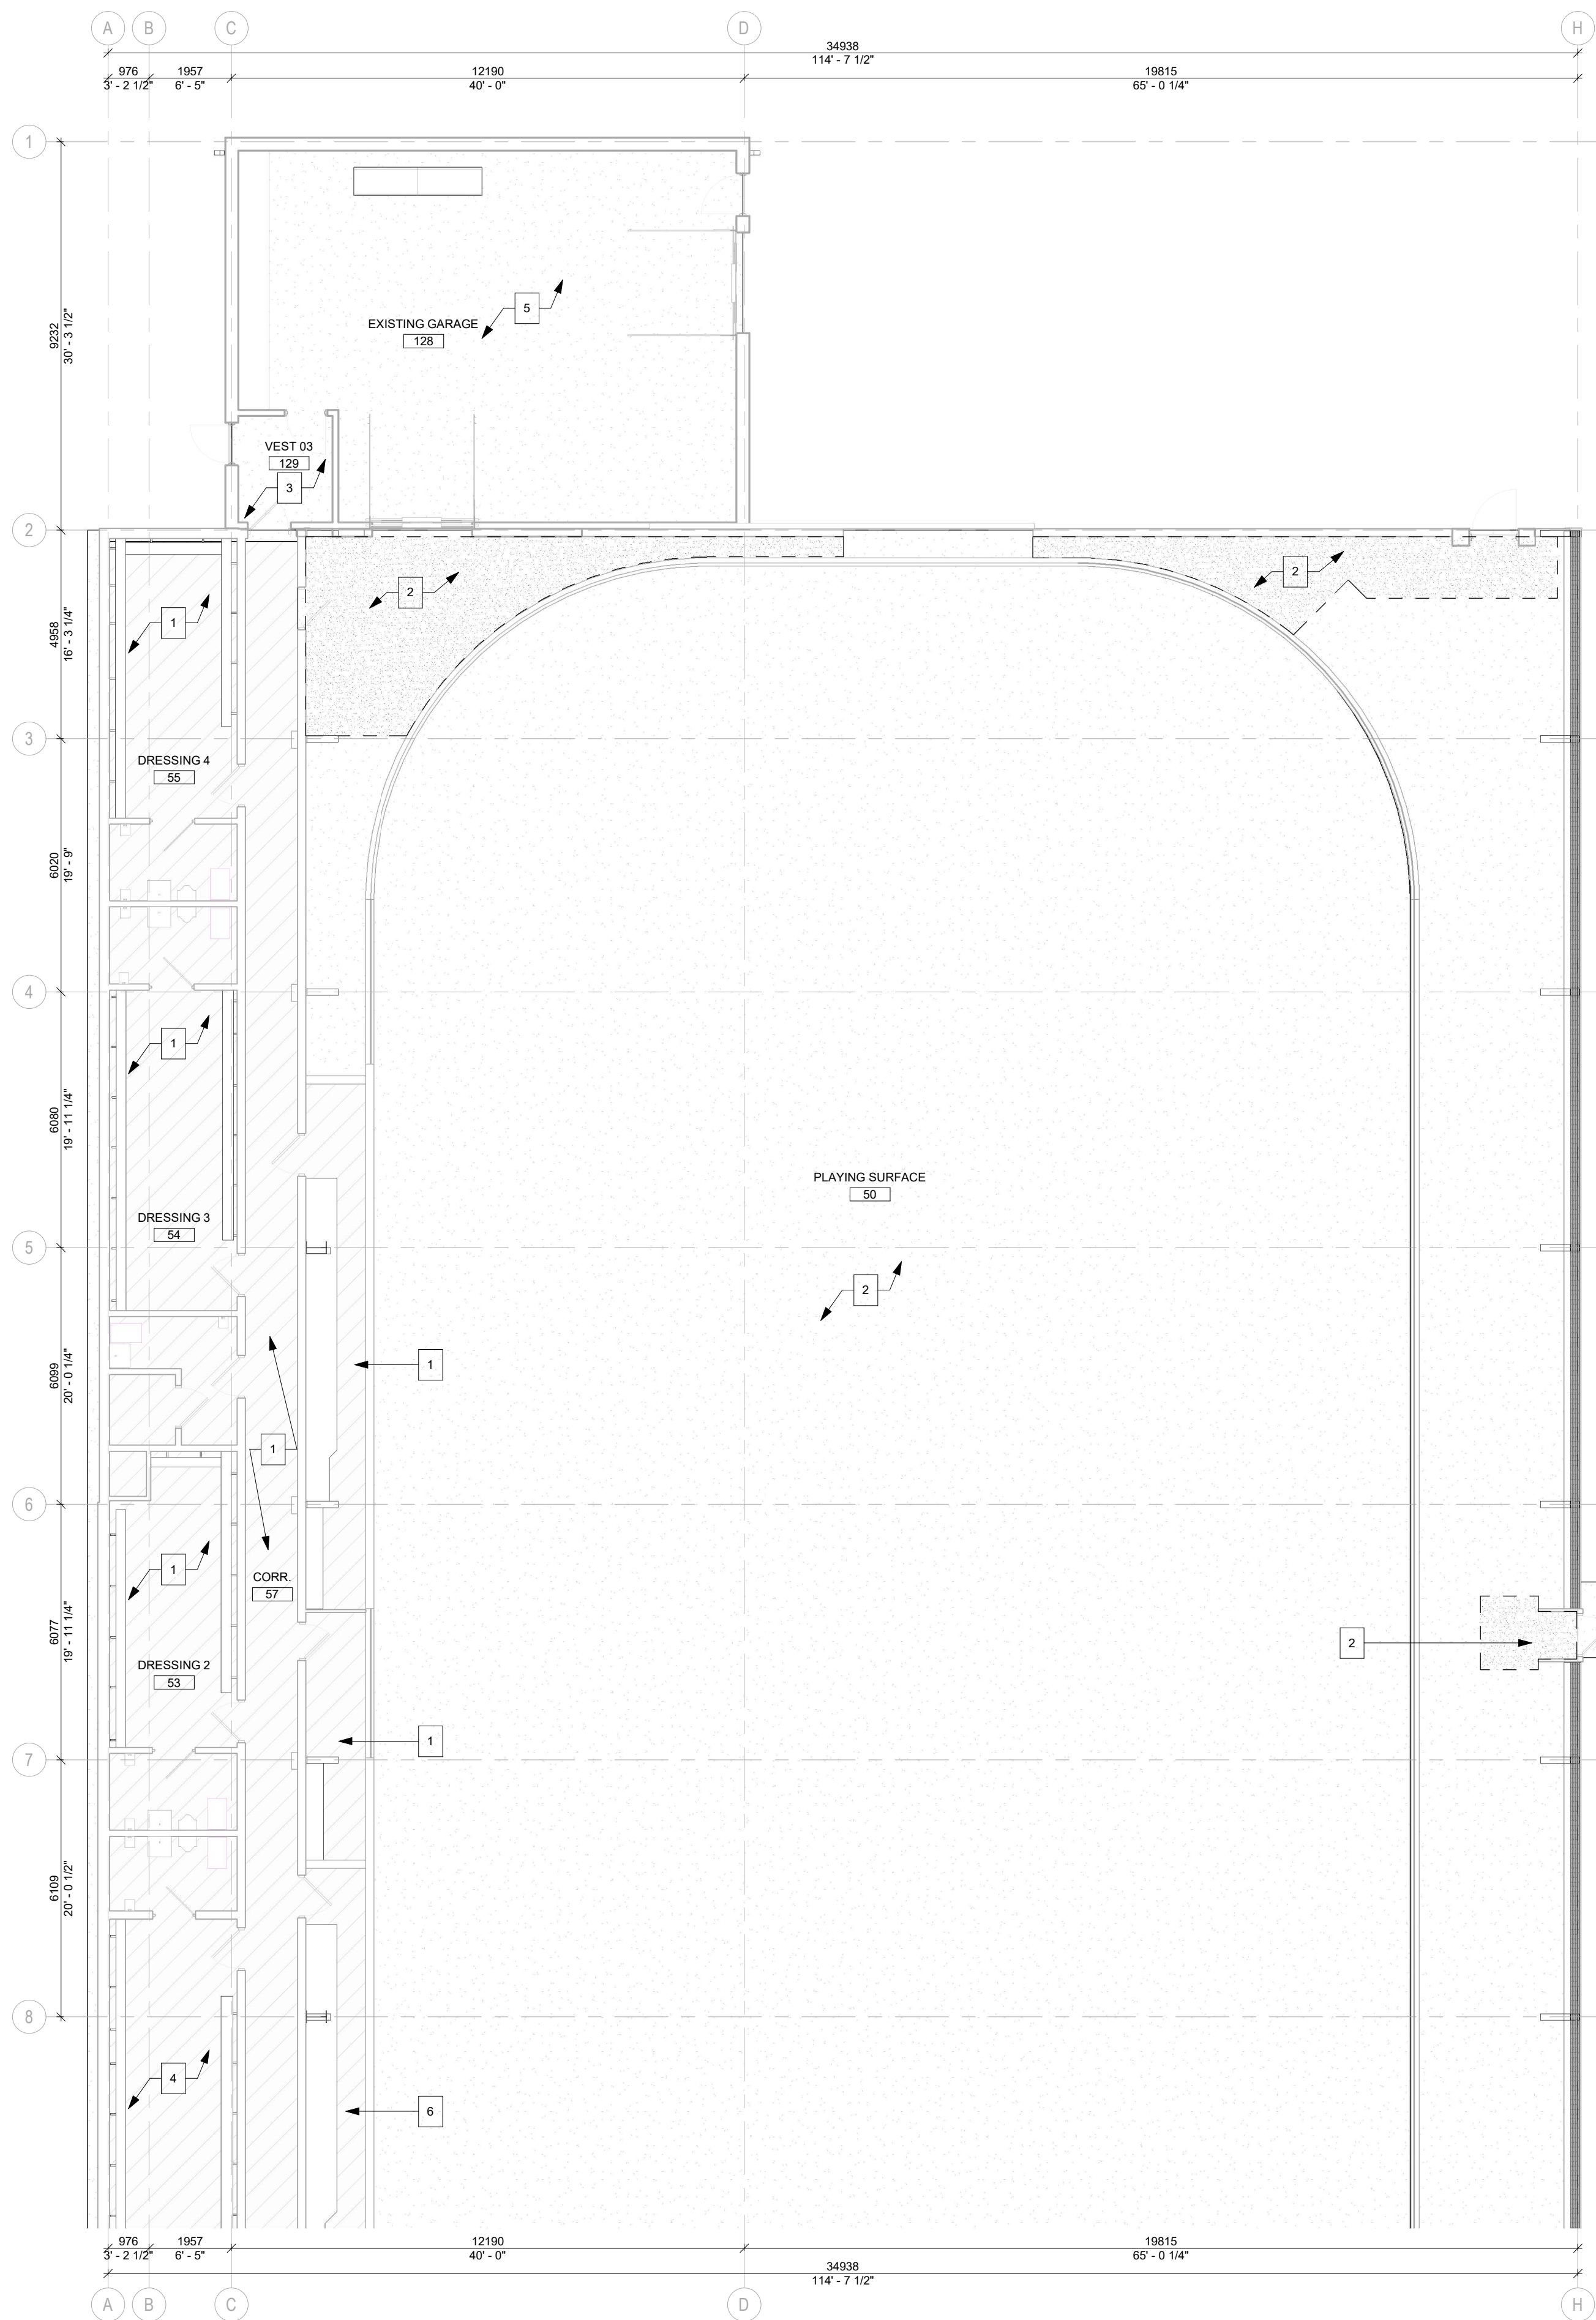 A B C D H
34938
114' - 7 1/2"
976 1957 12190 19815
3' - 2 1/2" 6' - 5" 40' - 0" 65' - 0 1/4"
1
9232
30' - 3 1/2"
5
EXISTING GARAGE
128
VEST 03
129
3
2
2
2
1
4958
16' - 3 1/4"
3
DRESSING 4
55
6020
19' - 9"
4
1
6080
19' - 11 1/4"
PLAYING SURFACE
50
DRESSING 3
54
5
2
1
6099
20' - 0 1/4"
1
6
1
CORR.
57
6077
19' - 11 1/4"
2
DRESSING 2
53
1
7
6109
20' - 0 1/2"
8
4
6
976 1957 12190 19815
3' - 2 1/2" 6' - 5" 40' - 0" 65' - 0 1/4"
34938
114' - 7 1/2"
A B C D H